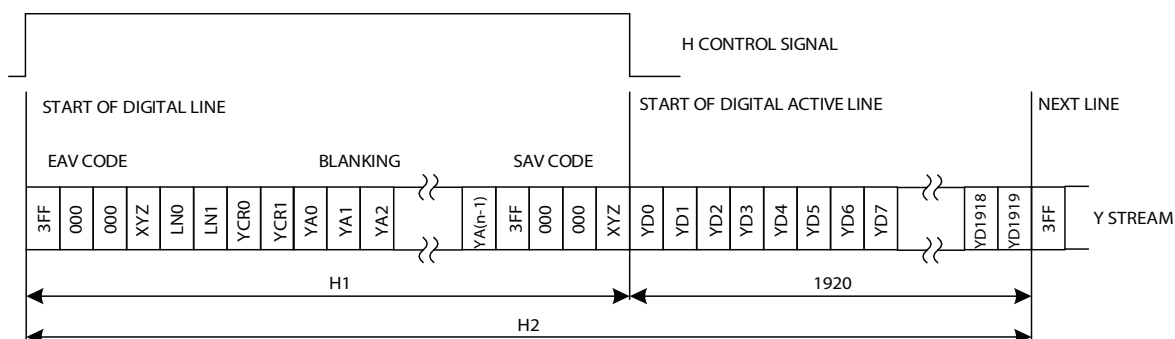 H CONTROL SIGNAL
START OF DIGITAL LINE START OF DIGITAL ACTIVE LINE NEXT LINE
EAV CODE BLANKING SAV CODE
3FF 000 000 XYZ LN0 LN1 YCR0 YCR1 YA0 YA1 YA2 YA(n-1) 3FF 000 000 XYZ YD0 YD1 YD2 YD3 YD4 YD5 YD6 YD7 YD1918 YD1919 3FF Y STREAM
H1 1920
H2